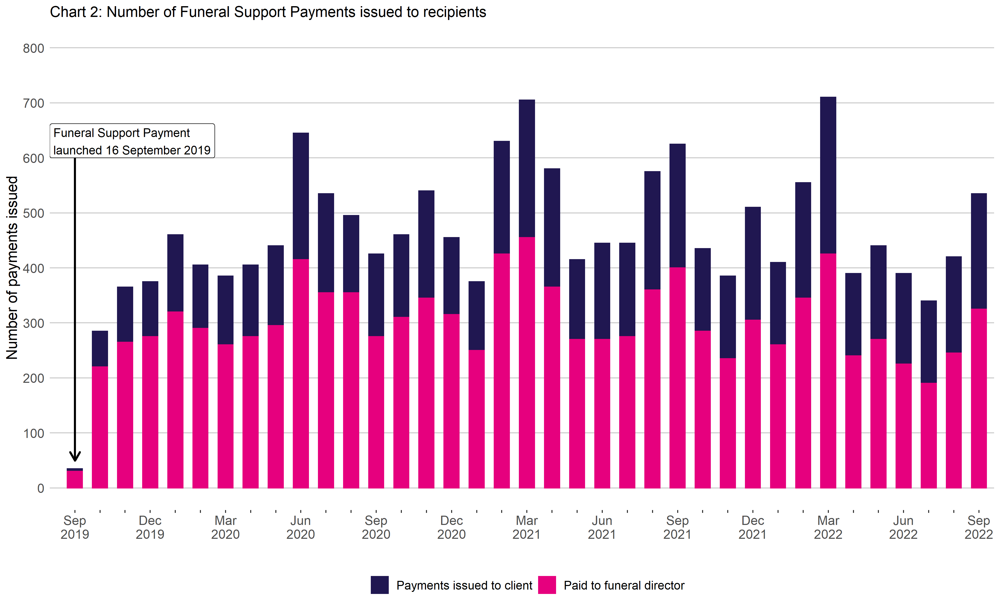 Chart 2: Number of Funeral Support Payments issued to recipients
800
700
Funeral Support Payment
launched 16 September 2019
600
500
400
300
200
100
0
Number of payments issued
Sep Dec Mar Jun Sep Dec Mar Jun Sep Dec Mar Jun Sep
2019 2019 2020 2020 2020 2020 2021 2021 2021 2021 2022 2022 2022
Payments issued to client Paid to funeral director